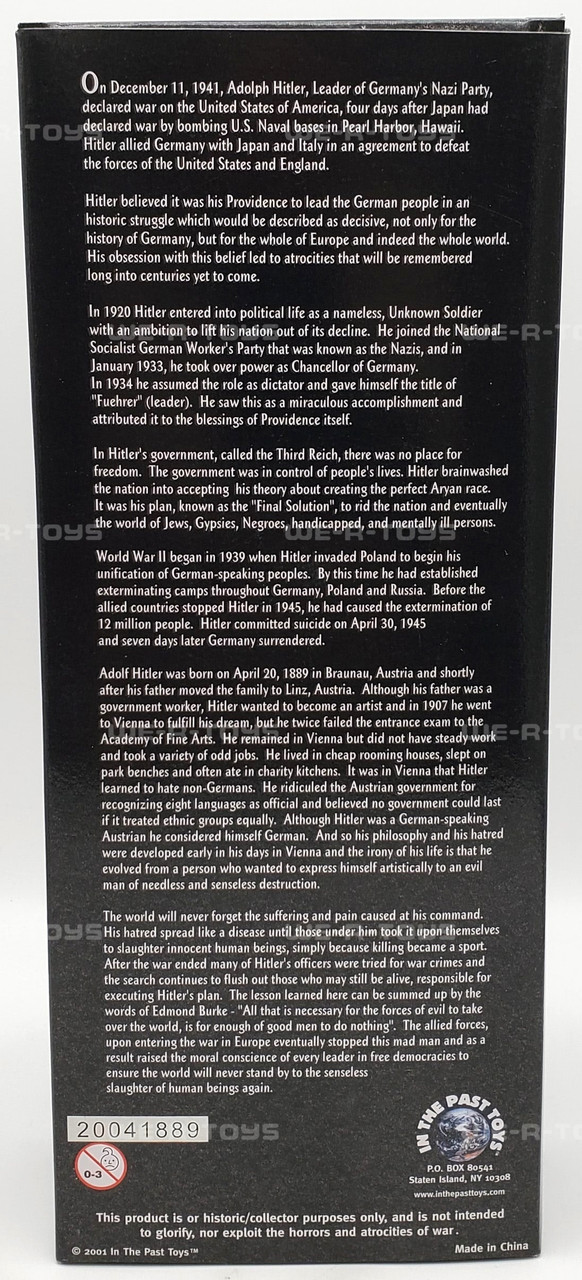 On December 11, 1941, Adolph Hitler, Leader of Germany's Nazi Party,
declared war on the United States of America, four days after Japan had
declared war by bombing U.S. Naval bases in Pearl Harbor, Hawaii.
Hitler allied Germany with Japan and Italy in an agreement to defeat
the forces of the United States and England.
Hitler believed it was his Providence to lead the German people in an
historic struggle which would be described as decisive, not only for the
history of Germany, but for the whole of Europe and indeed the whole world.
His obsession with this belief led to atrocities that will be remembered
long into centuries yet to come.
In 1920 Hitler entered into political life as a nameless, Unknown Soldier
with an ambition to lift his nation out of its decline. He joined the National
Socialist German Worker's Party that was known as the Nazis, and in
January 1933, he took over power as Chancellor of Germany.
In 1934 he assumed the role as dictator and gave himself the title of
"Fuehrer" (leader). He saw this as a miraculous accomplishment and
attributed it to the blessings of Providence itself.
In Hitler's government, called the Third Reich, there was no place for
freedom. The government was in control of people's lives. Hitler brainwashed
the nation into accepting his theory about creating the perfect Aryan race.
It was his plan, known as the "Final Solution", to rid the nation and eventually
the world of Jews, Gypsies, Negroes, handicapped, and mentally ill persons.
World War II began in 1939 when Hitler invaded Poland to begin his
unification of German-speaking peoples. By this time he had established
exterminating camps throughout Germany, Poland and Russia. Before the
allied countries stopped Hitler in 1945, he had caused the extermination of
12 million people. Hitler committed suicide on April 30, 1945
and seven days later Germany surrendered.
Adolf Hitler was born on April 20, 1889 in Braunau, Austria and shortly
after his father moved the family to Linz, Austria. Although his father was a
government worker, Hitler wanted to become an artist and in 1907 he went
to Vienna to fulfill his dream, but he twice failed the entrance exam to the
Academy of Fine Arts. He remained in Vienna but did not have steady work
and took a variety of odd jobs. He lived in cheap rooming houses, slept on
park benches and often ate in charity kitchens. It was in Vienna that Hitler
learned to hate non-Germans. He ridiculed the Austrian government for
recognizing eight languages as official and believed no government could last
if it treated ethnic groups equally. Although Hitler was a German-speaking
Austrian he considered himself German. And so his philosophy and his hatred
were developed early in his days in Vienna and the irony of his life is that he
evolved from a person who wanted to express himself artistically to an evil
man of needless and senseless destruction.
The world will never forget the suffering and pain caused at his command.
His hatred spread like a disease until those under him took it upon themselves
to slaughter innocent human beings, simply because killing became a sport.
After the war ended many of Hitler's officers were tried for war crimes and
the search continues to flush out those who may still be alive, responsible for
executing Hitler's plan. The lesson learned here can be summed up by the
words of Edmond Burke - "All that is necessary for the forces of evil to take
over the world, is for enough of good men to do nothing". The allied forces,
upon entering the war in Europe eventually stopped this mad man and as a
result raised the moral conscience of every leader in free democracies to
ensure the world will never stand by to the senseless
slaughter of human beings again.
20041889
0-3
IN THE PAST TOYS
P.O. BOX 80541
Staten Island, NY 10308
www.inthepasttoys.com
This product is or historic/collector purposes only, and is not intended
to glorify, nor exploit the horrors and atrocities of war.
© 2001 In The Past Toys™
Made in China
WE-R-TOYS